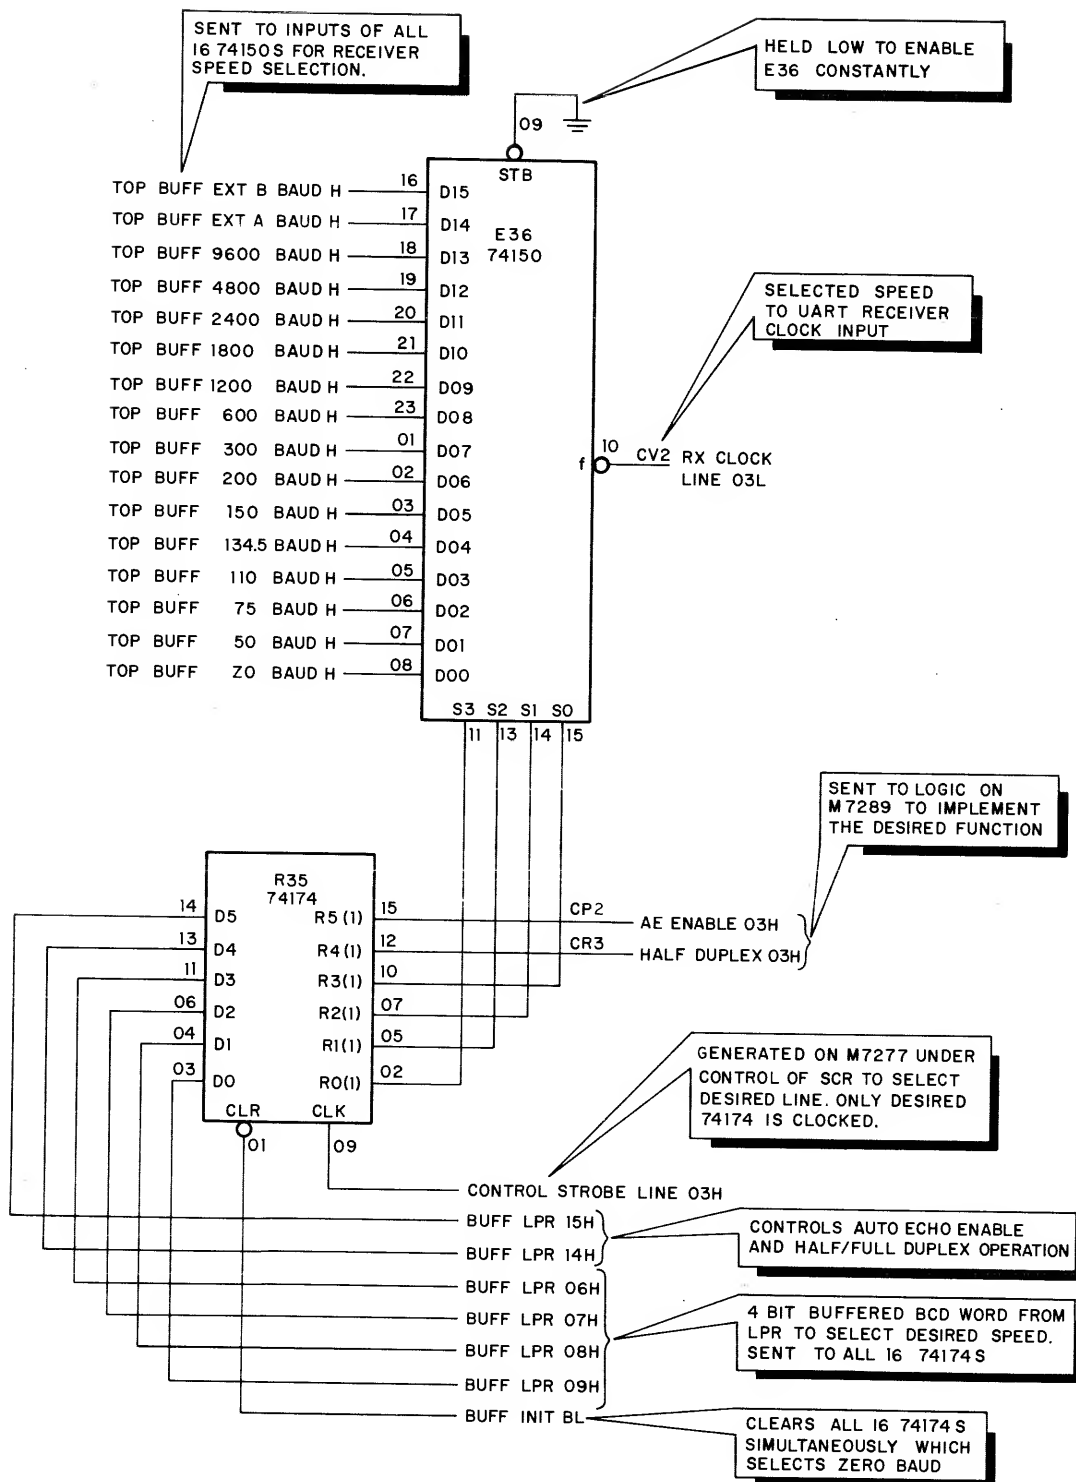 SENT TO INPUTS OF ALL
16 74150S FOR RECEIVER
SPEED SELECTION.
HELD LOW TO ENABLE
E36 CONSTANTLY
09
STB
E36
74150
TOP BUFF EXT B BAUD H 16 D15
TOP BUFF EXT A BAUD H 17 D14
TOP BUFF 9600 BAUD H 18 D13
TOP BUFF 4800 BAUD H 19 D12
TOP BUFF 2400 BAUD H 20 D11
TOP BUFF 1800 BAUD H 21 D10
TOP BUFF 1200 BAUD H 22 D09
TOP BUFF 600 BAUD H 23 D08
TOP BUFF 300 BAUD H 01 D07
TOP BUFF 200 BAUD H 02 D06
TOP BUFF 150 BAUD H 03 D05
TOP BUFF 134.5 BAUD H 04 D04
TOP BUFF 110 BAUD H 05 D03
TOP BUFF 75 BAUD H 06 D02
TOP BUFF 50 BAUD H 07 D01
TOP BUFF Z0 BAUD H 08 D00
SELECTED SPEED
TO UART RECEIVER
CLOCK INPUT
f 10 CV2 RX CLOCK
LINE 03L
S3 S2 S1 S0
11 13 14 15
SENT TO LOGIC ON
M7289 TO IMPLEMENT
THE DESIRED FUNCTION
R35
74174
14 D5 R5(1) 15 CP2 AE ENABLE 03H
13 D4 R4(1) 12 CR3 HALF DUPLEX 03H
11 D3 R3(1) 10
06 D2 R2(1) 07
04 D1 R1(1) 05
03 D0 R0(1) 02
CLR CLK
01 09
GENERATED ON M7277 UNDER
CONTROL OF SCR TO SELECT
DESIRED LINE. ONLY DESIRED
74174 IS CLOCKED.
CONTROL STROBE LINE 03H
BUFF LPR 15H
BUFF LPR 14H
CONTROLS AUTO ECHO ENABLE
AND HALF/FULL DUPLEX OPERATION
BUFF LPR 06H
BUFF LPR 07H
BUFF LPR 08H
BUFF LPR 09H
4 BIT BUFFERED BCD WORD FROM
LPR TO SELECT DESIRED SPEED.
SENT TO ALL 16 74174S
BUFF INIT BL
CLEARS ALL 16 74174S
SIMULTANEOUSLY WHICH
SELECTS ZERO BAUD